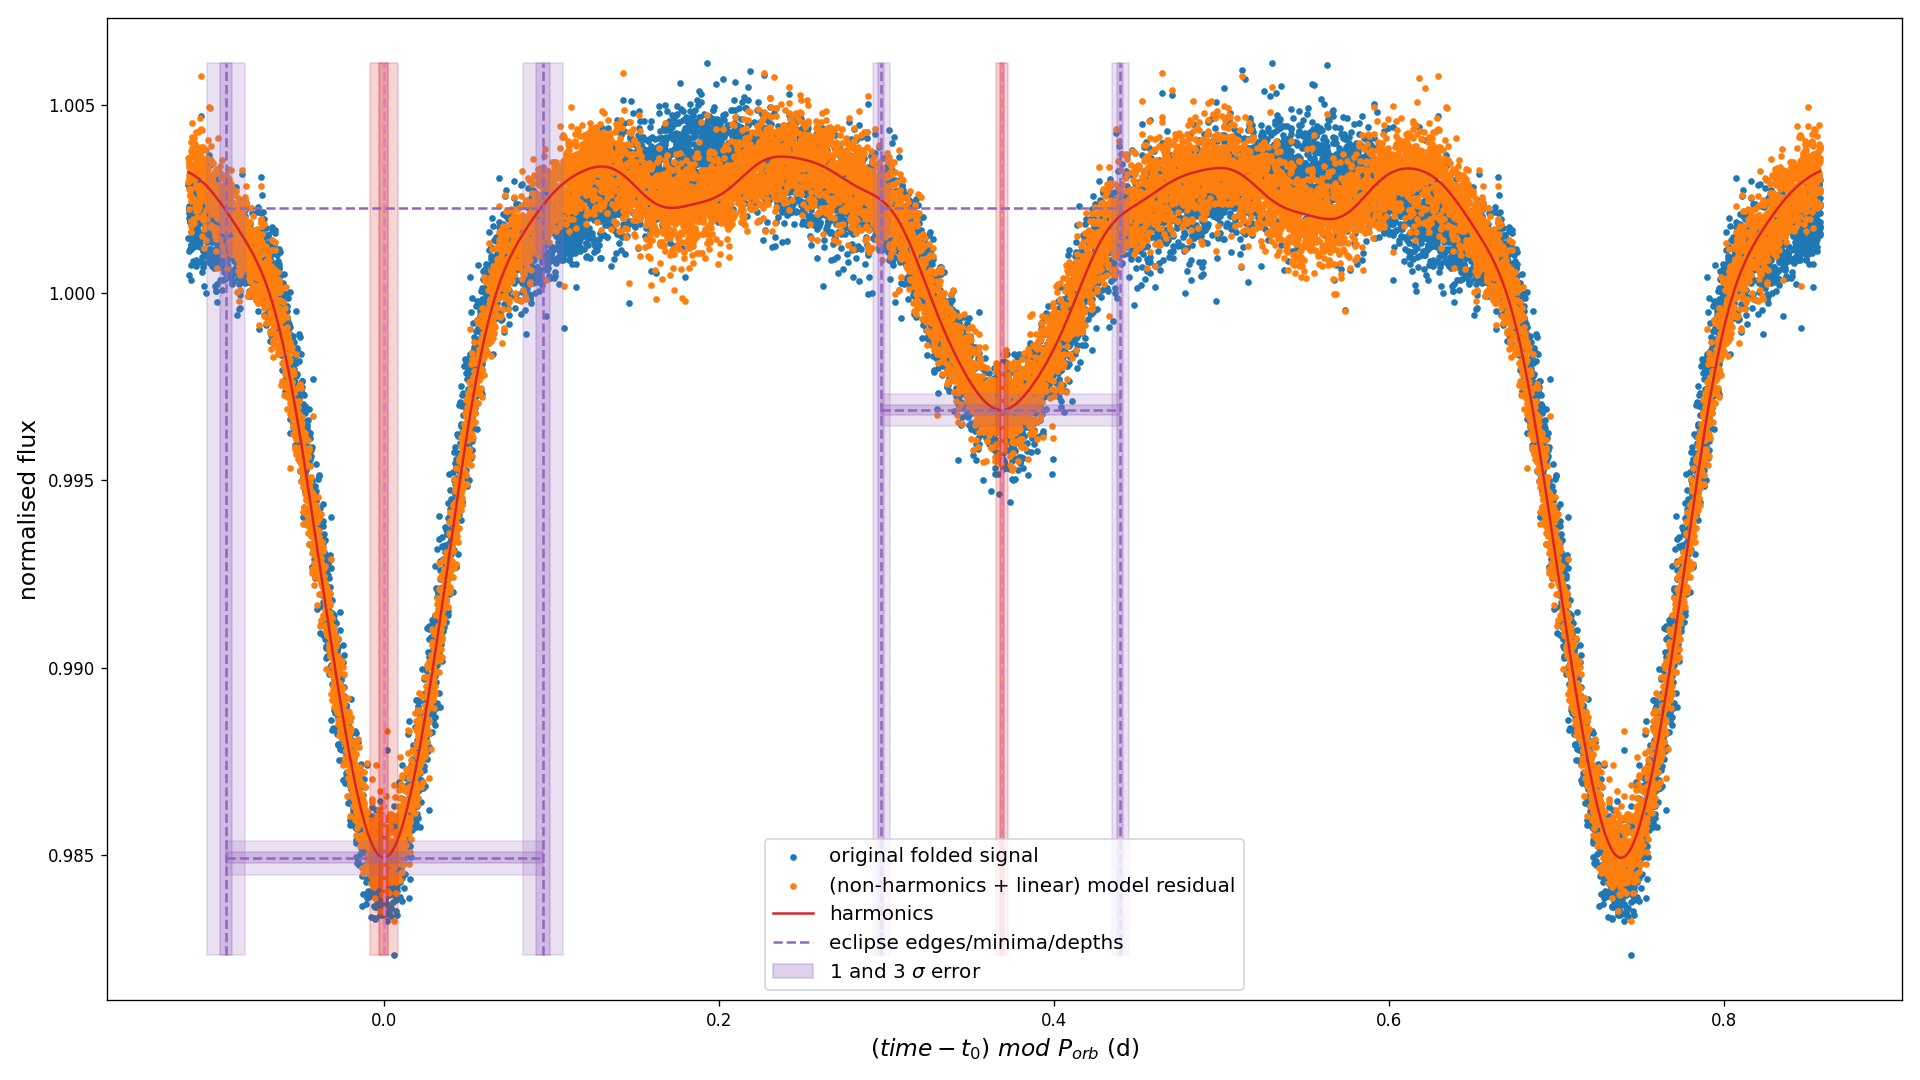 1.005
1.000
0.995
0.990
0.985
normalised flux
original folded signal
(non-harmonics + linear) model residual
harmonics
eclipse edges/minima/depths
1 and 3 σ error
0.0 0.2 0.4 0.6 0.8
(time − t₀) mod Pₒᵣb (d)